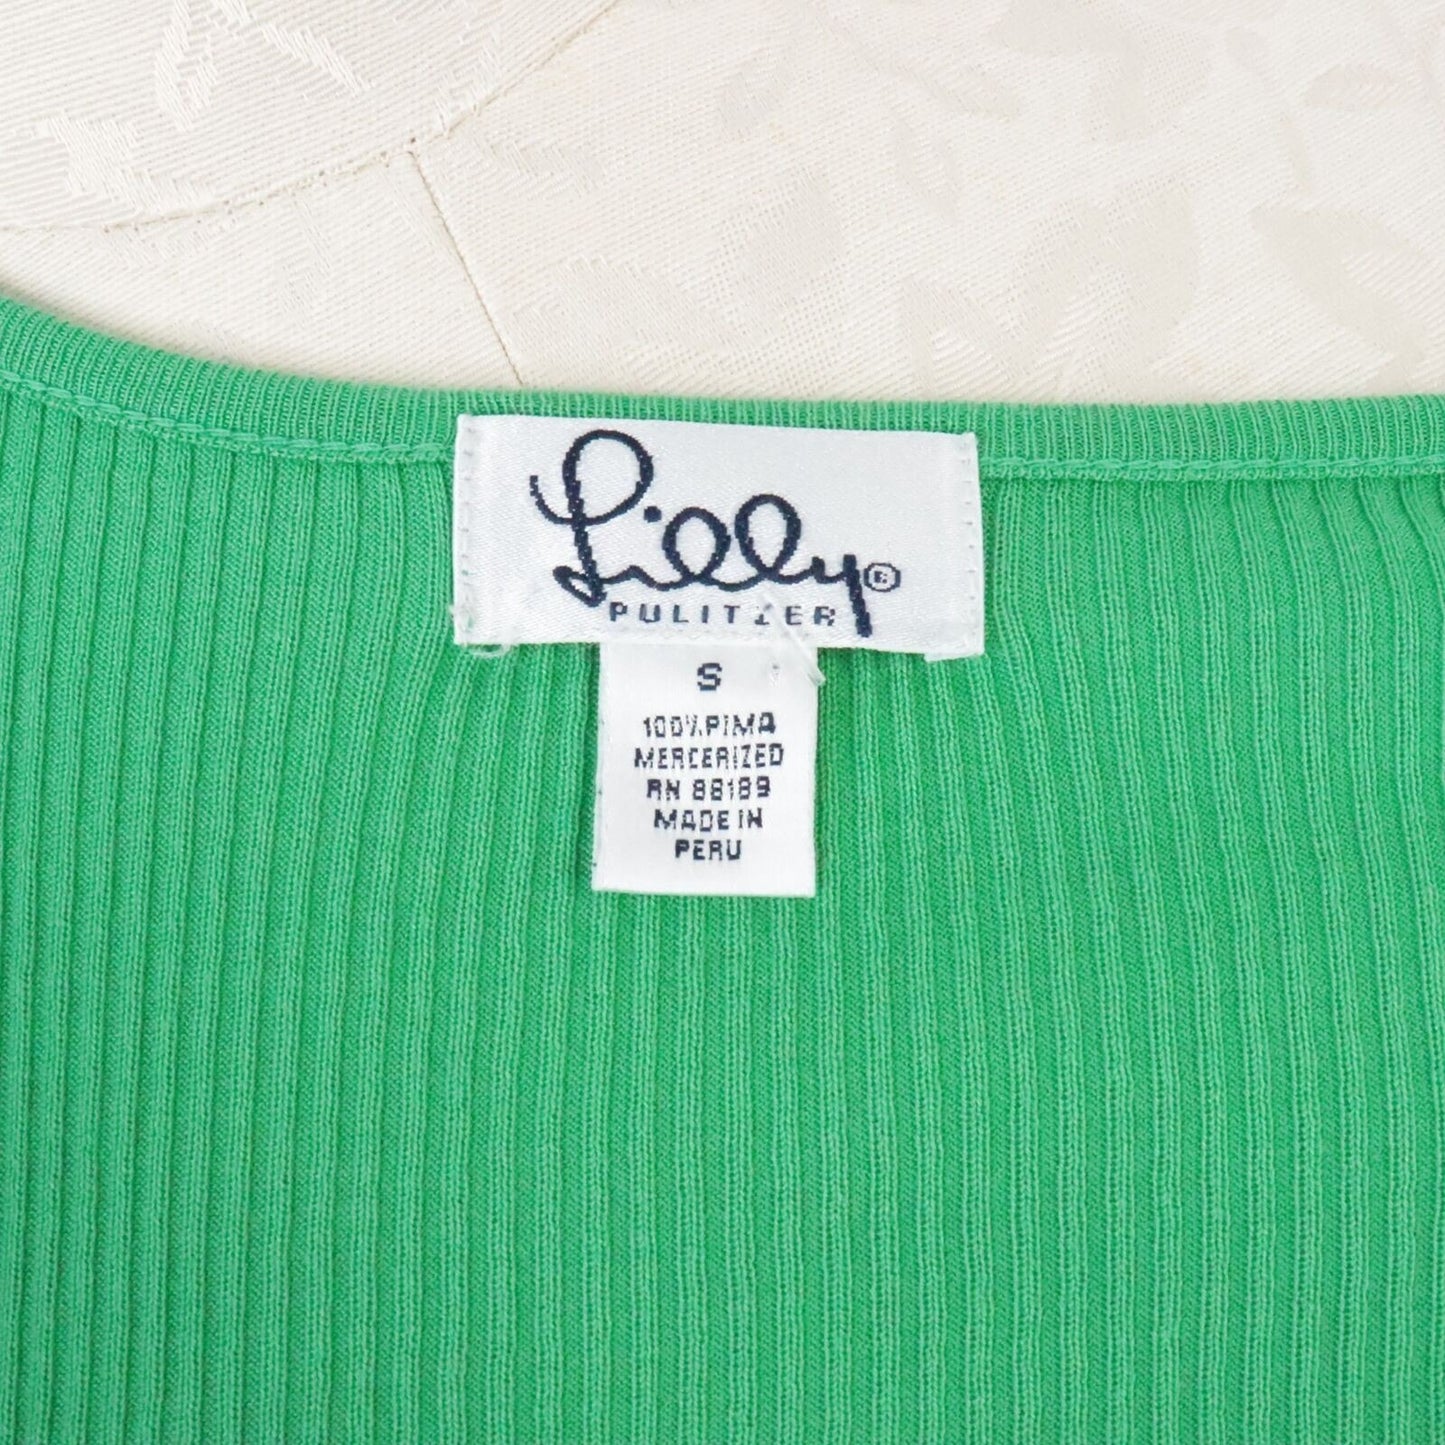 Lilly®
PULITZER
S
100% PIMA
MERCERIZED
RN 88189
MADE IN
PERU